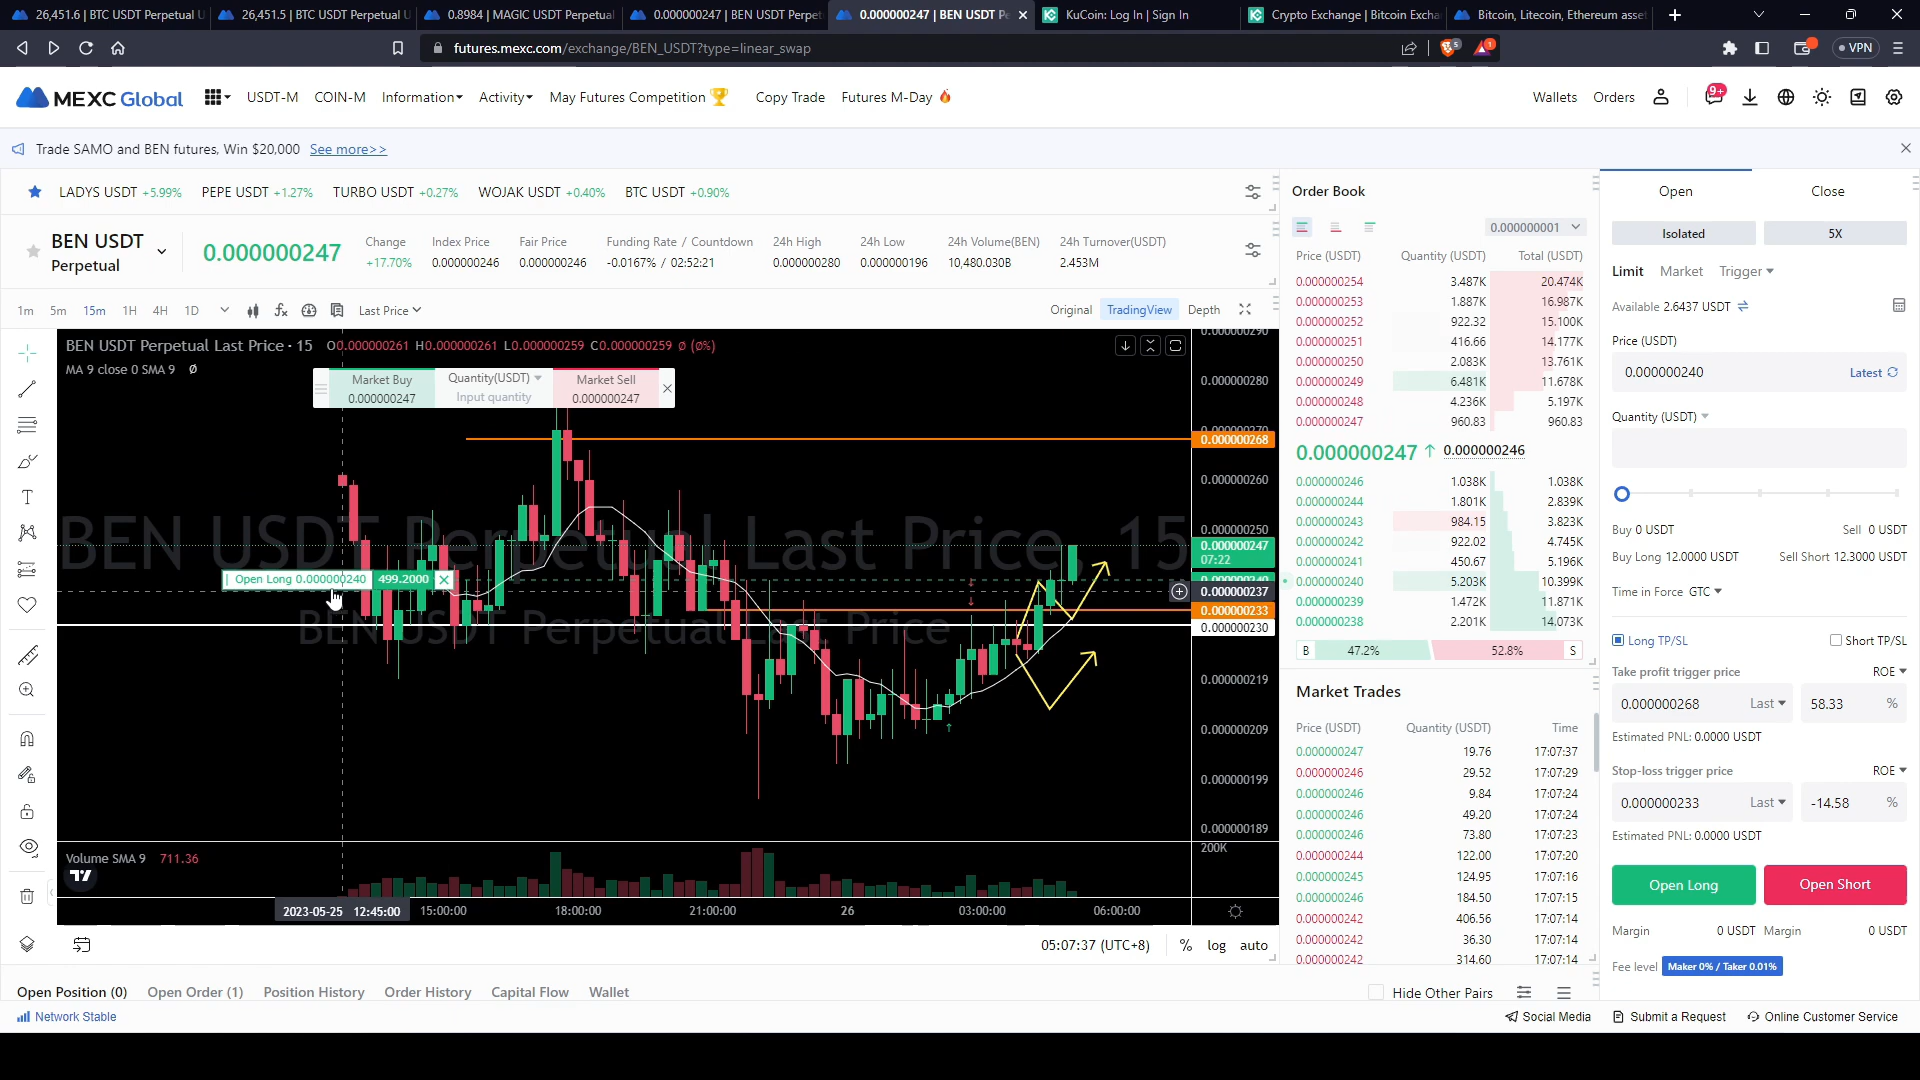 26,451.6 | BTC USDT Perpetual U
26,451.5 | BTC USDT Perpetual U
0.8984 | MAGIC USDT Perpetual
0.000000247 | BEN USDT Perpet
0.000000247 | BEN USDT P
KuCoin: Log In | Sign In
Crypto Exchange | Bitcoin Excha
Bitcoin, Litecoin, Ethereum asset
futures.mexc.com/exchange/BEN_USDT?type=linear_swap
5
1
VPN
MEXC Global
USDT-M
COIN-M
Information
Activity
May Futures Competition
Copy Trade
Futures M-Day
Wallets
Orders
9+
Trade SAMO and BEN futures, Win $20,000 See more>>
LADYS USDT +5.99%
PEPE USDT +1.27%
TURBO USDT +0.27%
WOJAK USDT +0.40%
BTC USDT +0.90%
BEN USDT
Perpetual
0.000000247
Change
+17.70%
Index Price
0.000000246
Fair Price
0.000000246
Funding Rate / Countdown
-0.0167% / 02:52:21
24h High
0.000000280
24h Low
0.000000196
24h Volume(BEN)
10,480.030B
24h Turnover(USDT)
2.453M
1m 5m 15m 1H 4H 1D
Last Price
Original TradingView Depth
BEN USDT Perpetual Last Price · 15 O0.000000261 H0.000000261 L0.000000259 C0.000000259 ø (0%)
MA 9 close 0 SMA 9 Ø
Market Buy
0.000000247
Quantity(USDT)
Input quantity
Market Sell
0.000000247
BEN USDT Perpetual Last Price, 15
BEN USDT Perpetual Last Price
Open Long 0.000000240 499.2000
0.000000290
0.000000280
0.000000270
0.000000268
0.000000260
0.000000250
0.000000247
07:22
0.000000240
0.000000237
0.000000233
0.000000230
0.000000219
0.000000209
0.000000199
0.000000189
200K
Volume SMA 9 711.36
2023-05-25 12:45:00
15:00:00
18:00:00
21:00:00
26
03:00:00
06:00:00
05:07:37 (UTC+8)
% log auto
Open Position (0)
Open Order (1)
Position History
Order History
Capital Flow
Wallet
Hide Other Pairs
Order Book
0.000000001
Price (USDT) Quantity (USDT) Total (USDT)
0.000000254 3.487K 20.474K
0.000000253 1.887K 16.987K
0.000000252 922.32 15.100K
0.000000251 416.66 14.177K
0.000000250 2.083K 13.761K
0.000000249 6.481K 11.678K
0.000000248 4.236K 5.197K
0.000000247 960.83 960.83
0.000000247 0.000000246
0.000000246 1.038K 1.038K
0.000000244 1.801K 2.839K
0.000000243 984.15 3.823K
0.000000242 922.02 4.745K
0.000000241 450.67 5.196K
0.000000240 5.203K 10.399K
0.000000239 1.472K 11.871K
0.000000238 2.201K 14.073K
B 47.2% 52.8% S
Market Trades
Price (USDT) Quantity (USDT) Time
0.000000247 19.76 17:07:37
0.000000246 29.52 17:07:29
0.000000246 9.84 17:07:24
0.000000246 49.20 17:07:24
0.000000246 73.80 17:07:23
0.000000244 122.00 17:07:20
0.000000245 124.95 17:07:16
0.000000246 184.50 17:07:15
0.000000242 406.56 17:07:14
0.000000242 36.30 17:07:14
0.000000242 314.60 17:07:14
Open Close
Isolated 5X
Limit Market Trigger
Available 2.6437 USDT
Price (USDT)
0.000000240 Latest
Quantity (USDT)
Buy 0 USDT Sell 0 USDT
Buy Long 12.0000 USDT Sell Short 12.3000 USDT
Time in Force GTC
Long TP/SL Short TP/SL
Take profit trigger price ROE
0.000000268 Last 58.33 %
Estimated PNL: 0.0000 USDT
Stop-loss trigger price ROE
0.000000233 Last -14.58 %
Estimated PNL: 0.0000 USDT
Open Long Open Short
Margin 0 USDT Margin 0 USDT
Fee level Maker 0% / Taker 0.01%
Network Stable
Social Media
Submit a Request
Online Customer Service